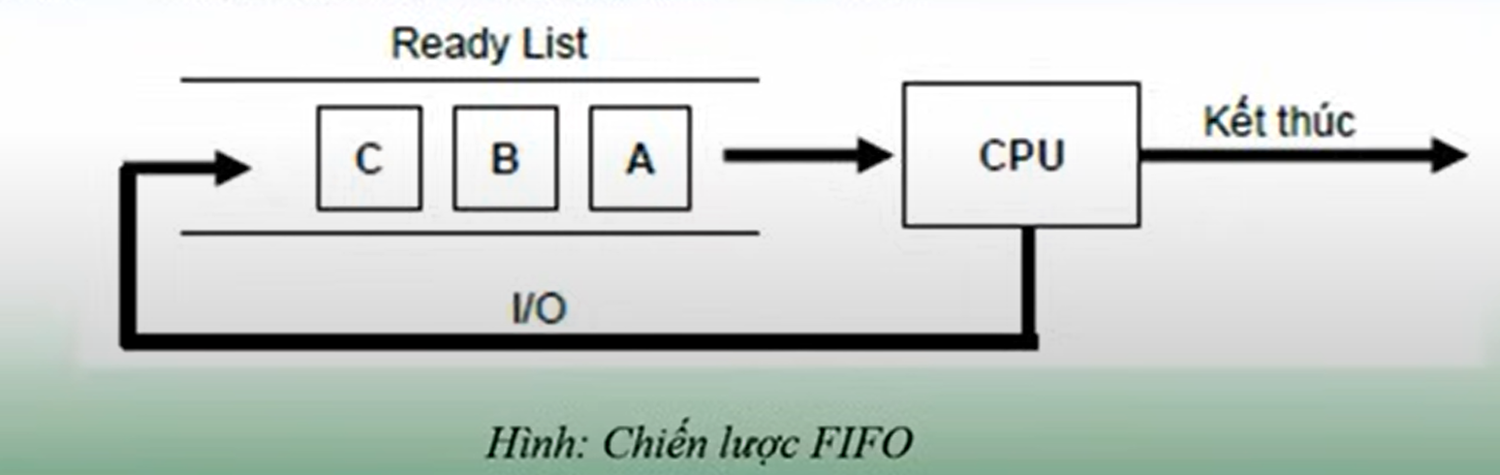 Ready List
C B A
CPU
Kết thúc
I/O
Hình: Chiến lược FIFO